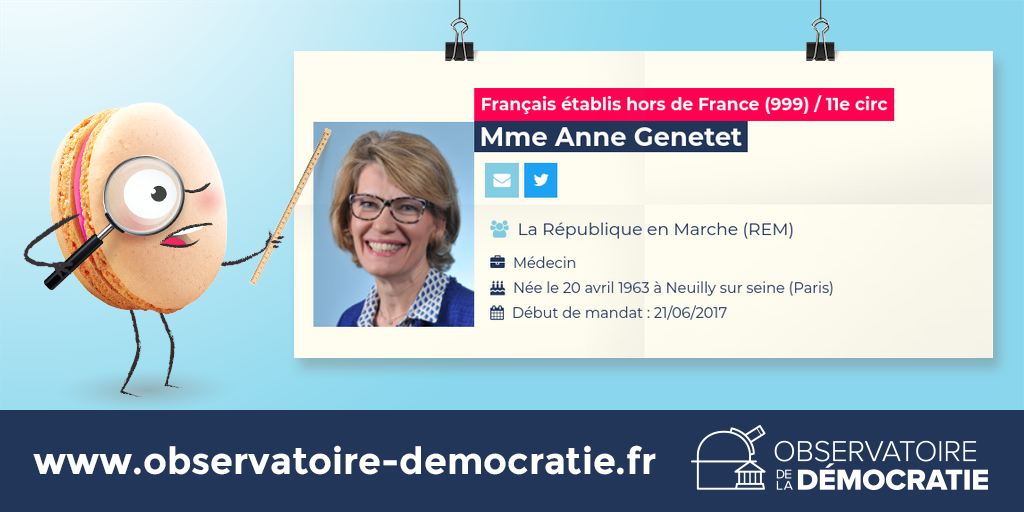 Français établis hors de France (999) / 11e circ
Mme Anne Genetet
La République en Marche (REM)
Médecin
Née le 20 avril 1963 à Neuilly sur seine (Paris)
Début de mandat : 21/06/2017
www.observatoire-democratie.fr
OBSERVATOIRE
DE LA DÉMOCRATIE